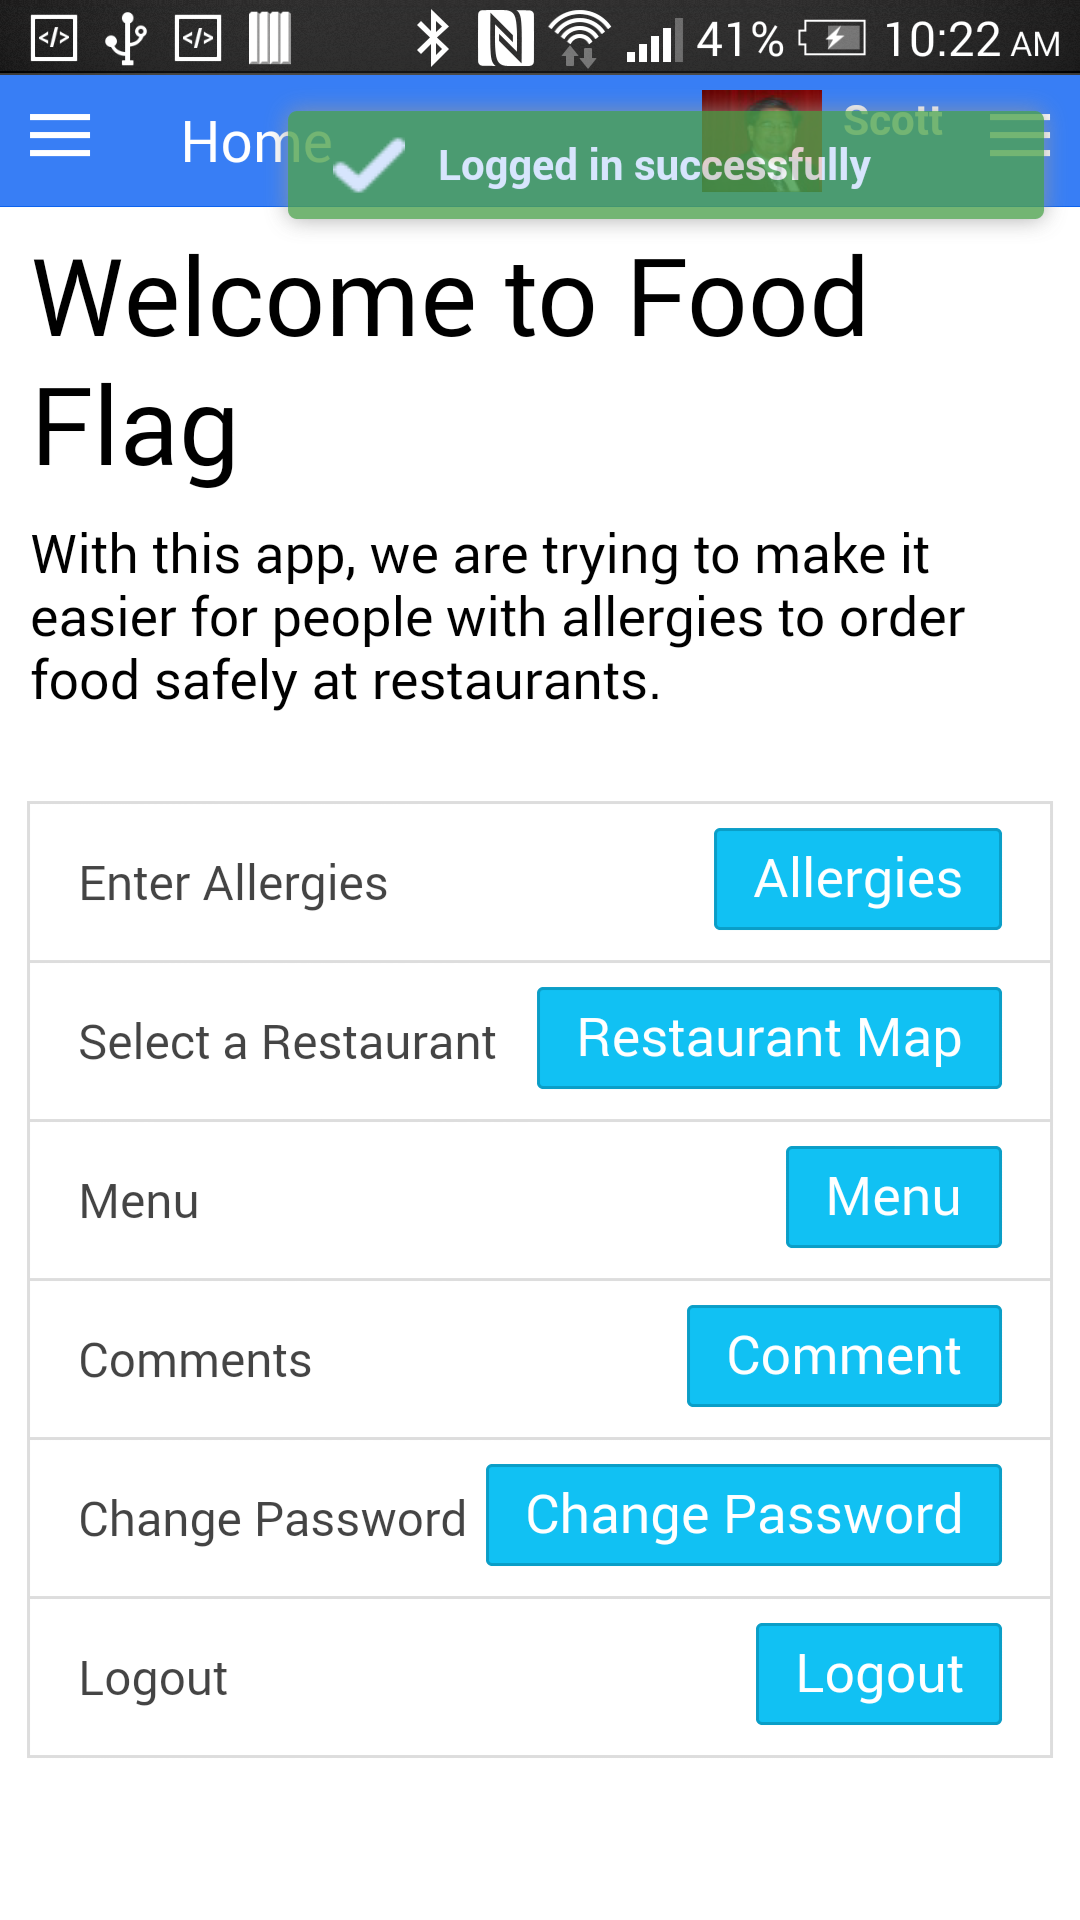 41% 10:22 AM
Home
Scott
Logged in successfully
Welcome to Food
Flag
With this app, we are trying to make it
easier for people with allergies to order
food safely at restaurants.
Enter Allergies Allergies
Select a Restaurant Restaurant Map
Menu Menu
Comments Comment
Change Password Change Password
Logout Logout